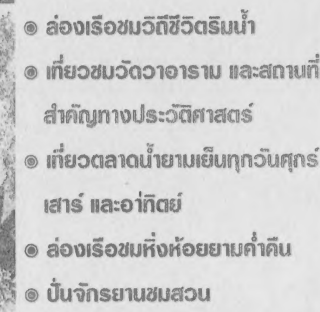 ๏ ล่องเรือชมวิถีชีวิตริมน้ำ
๏ เที่ยวชมวัดวาอาราม และสถานที่
สำคัญทางประวัติศาสตร์
๏ เที่ยวตลาดน้ำยามเย็นทุกวันศุกร์
เสาร์ และอาทิตย์
๏ ล่องเรือชมหิ่งห้อยยามค่ำคืน
๏ ปั่นจักรยานชมสวน